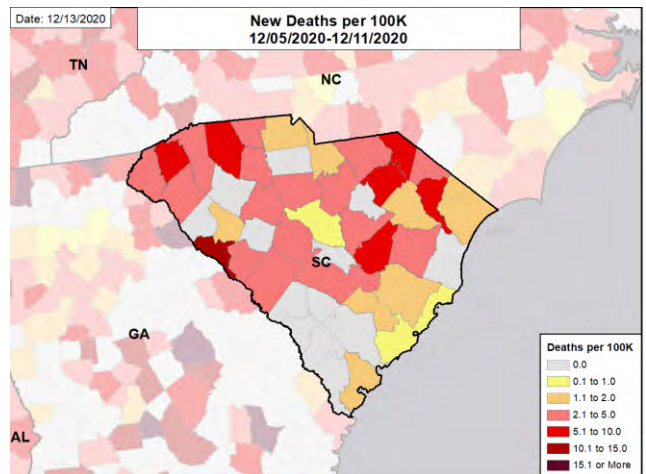 Date: 12/13/2020
New Deaths per 100K
12/05/2020-12/11/2020
TN
NC
SC
GA
AL
Deaths per 100K
0.0
0.1 to 1.0
1.1 to 2.0
2.1 to 5.0
5.1 to 10.0
10.1 to 15.0
15.1 or More